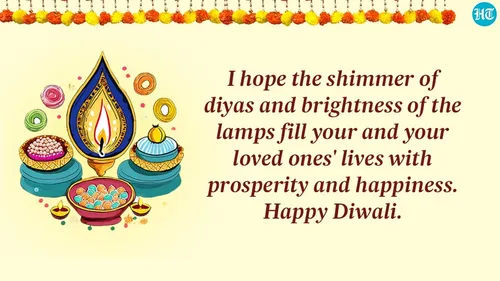 HT
I hope the shimmer of
diyas and brightness of the
lamps fill your and your
loved ones' lives with
prosperity and happiness.
Happy Diwali.